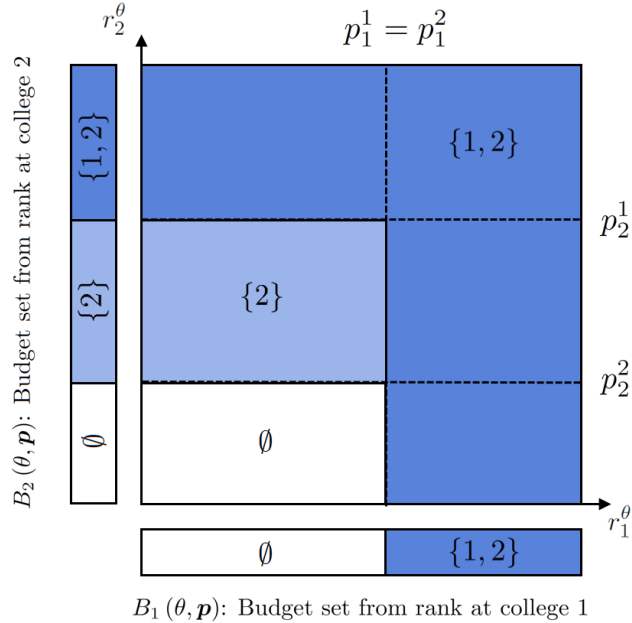 r_2^θ
p_1^1 = p_1^2
B_2(θ, p): Budget set from rank at college 2
{1, 2}
{2}
∅
{1, 2}
{2}
∅
p_2^1
p_2^2
r_1^θ
∅
{1, 2}
B_1(θ, p): Budget set from rank at college 1